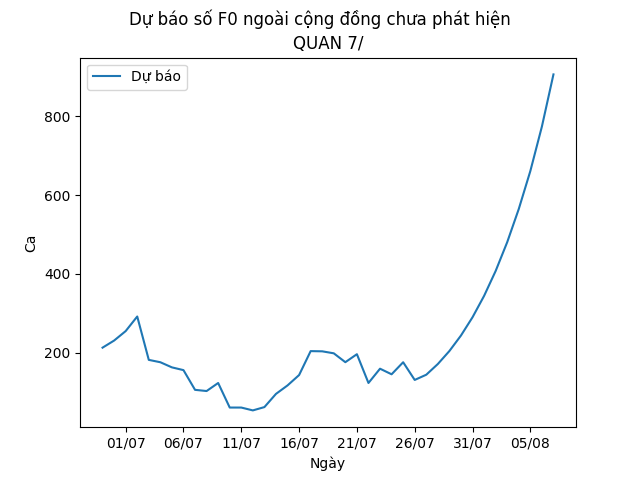 Dự báo số F0 ngoài cộng đồng chưa phát hiện
QUAN 7/
Dự báo
Ca
800
600
400
200
01/07 06/07 11/07 16/07 21/07 26/07 31/07 05/08
Ngày